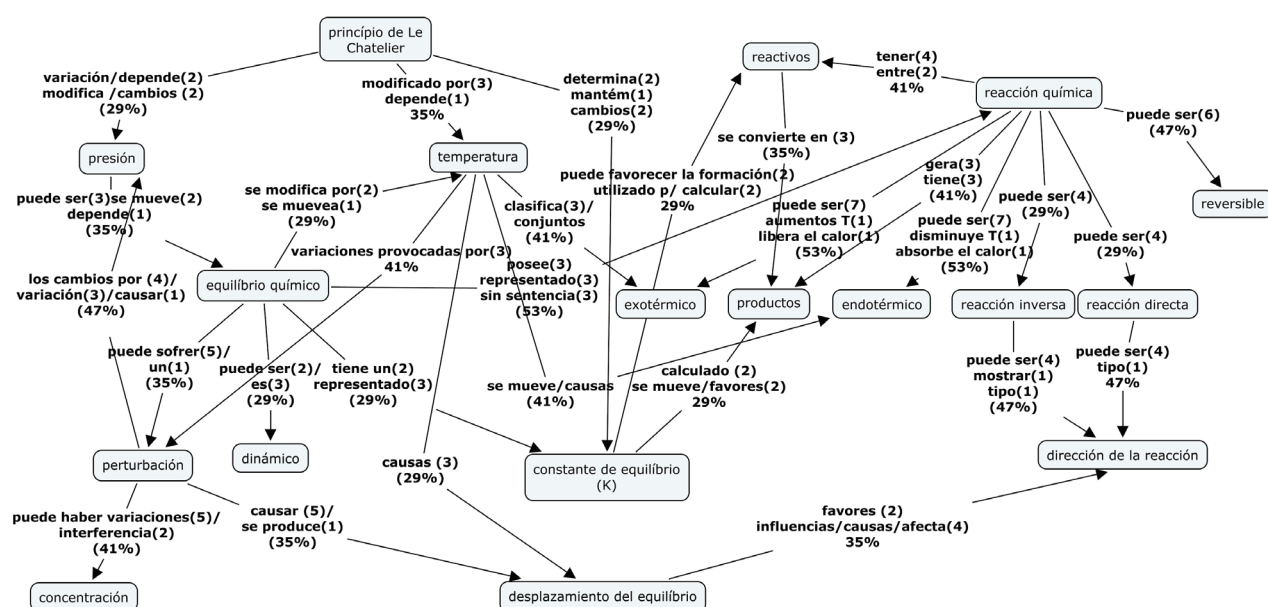 princípio de Le
Chatelier
variación/depende(2)
modifica /cambios (2)
(29%)
modificado por(3)
depende(1)
35%
determina(2)
mantém(1)
cambios(2)
(29%)
reactivos
tener(4)
entre(2)
41%
reacción química
puede ser(6)
(47%)
presión
temperatura
se convierte en (3)
(35%)
puede ser(3)se mueve(2)
depende(1)
(35%)
se modifica por(2)
se muevea(1)
(29%)
clasifica(3)/
conjuntos
(41%)
puede favorecer la formación(2)
utilizado p/ calcular(2)
29%
gera(3)
tiene(3)
(41%)
puede ser(4)
(29%)
reversible
puede ser(7)
aumentos T(1)
libera el calor(1)
(53%)
puede ser(7)
disminuye T(1)
absorbe el calor(1)
(53%)
puede ser(4)
(29%)
variaciones provocadas por(3)
41%
posee(3)
representado(3)
sin sentencia(3)
(53%)
los cambios por (4)/
variación(3)/causar(1)
(47%)
equilíbrio químico
exotérmico
productos
endotérmico
reacción inversa
reacción directa
puede sofrer(5)/
un(1)
(35%)
puede ser(2)/
es(3)
(29%)
tiene un(2)
representado(3)
(29%)
se mueve/causas
(41%)
calculado (2)
se mueve/favores(2)
29%
puede ser(4)
mostrar(1)
tipo(1)
(47%)
puede ser(4)
tipo(1)
47%
perturbación
dinámico
causas (3)
(29%)
constante de equilíbrio
(K)
dirección de la reacción
puede haber variaciones(5)/
interferencia(2)
(41%)
causar (5)/
se produce(1)
(35%)
favores (2)
influencias/causas/afecta(4)
35%
concentración
desplazamiento del equilíbrio